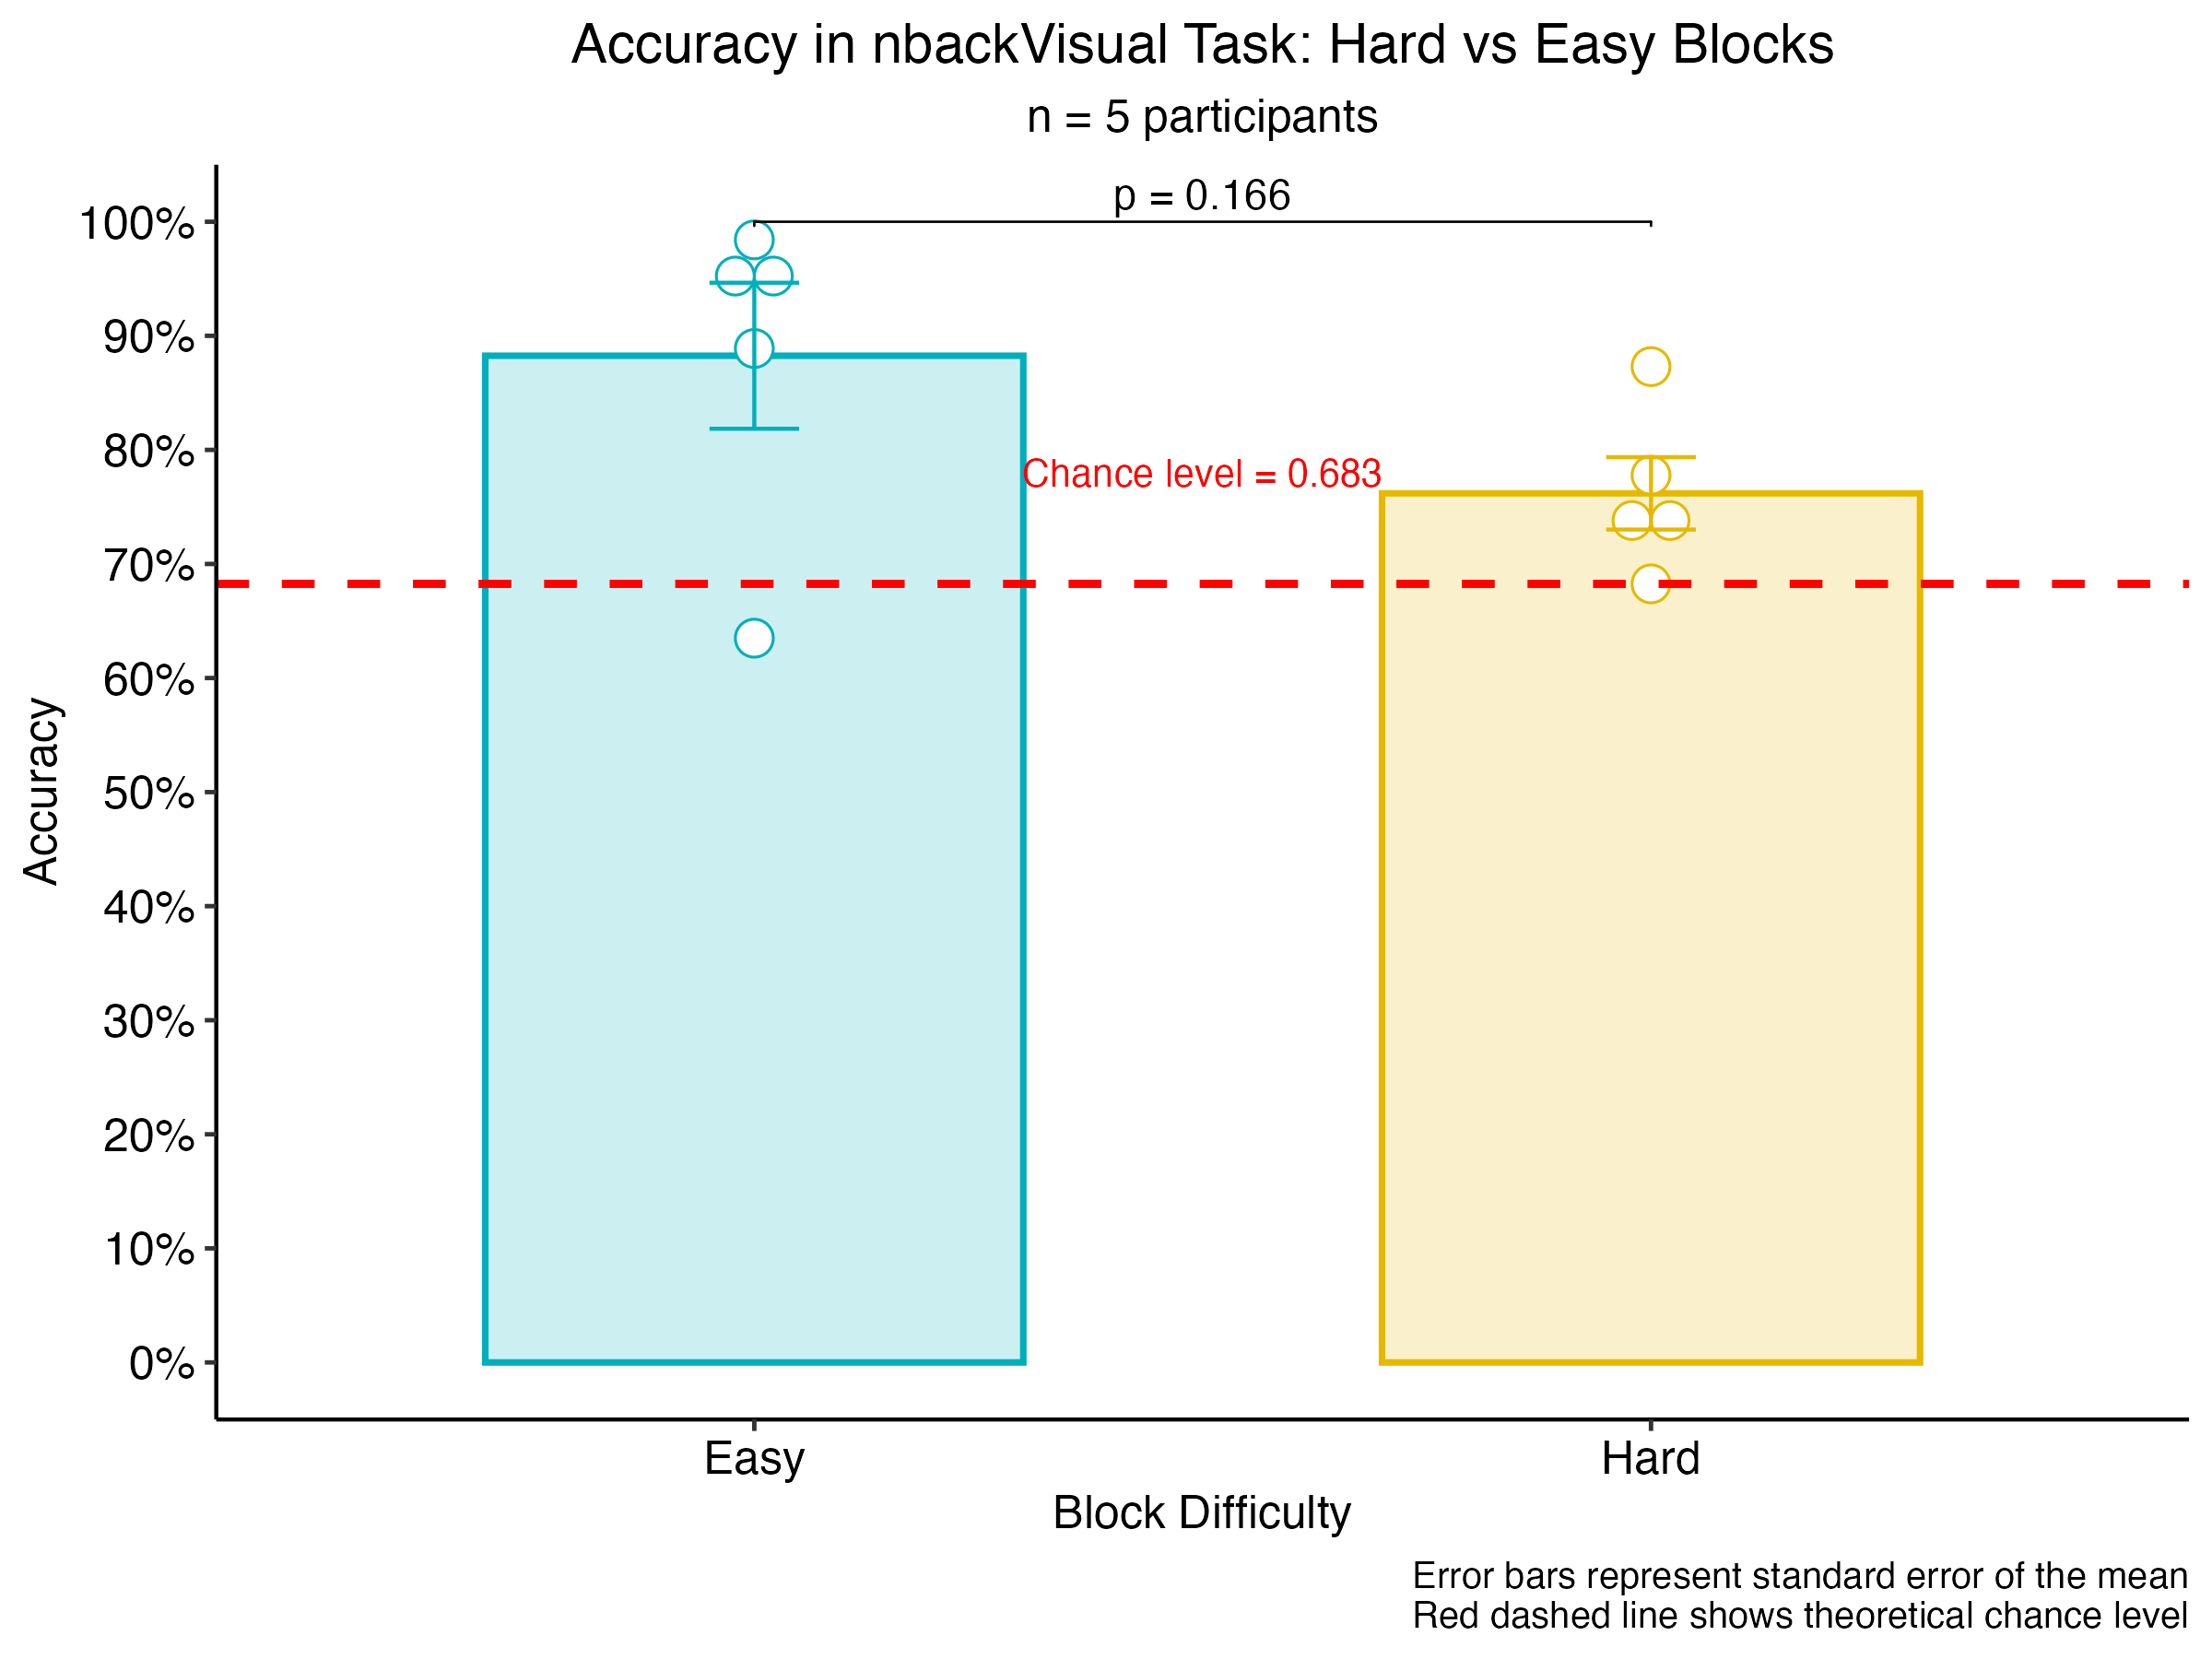 Accuracy in nbackVisual Task: Hard vs Easy Blocks
n = 5 participants
p = 0.166
100%
90%
80%
Chance level = 0.683
70%
60%
50%
40%
30%
20%
10%
0%
Accuracy
Easy
Hard
Block Difficulty
Error bars represent standard error of the mean
Red dashed line shows theoretical chance level